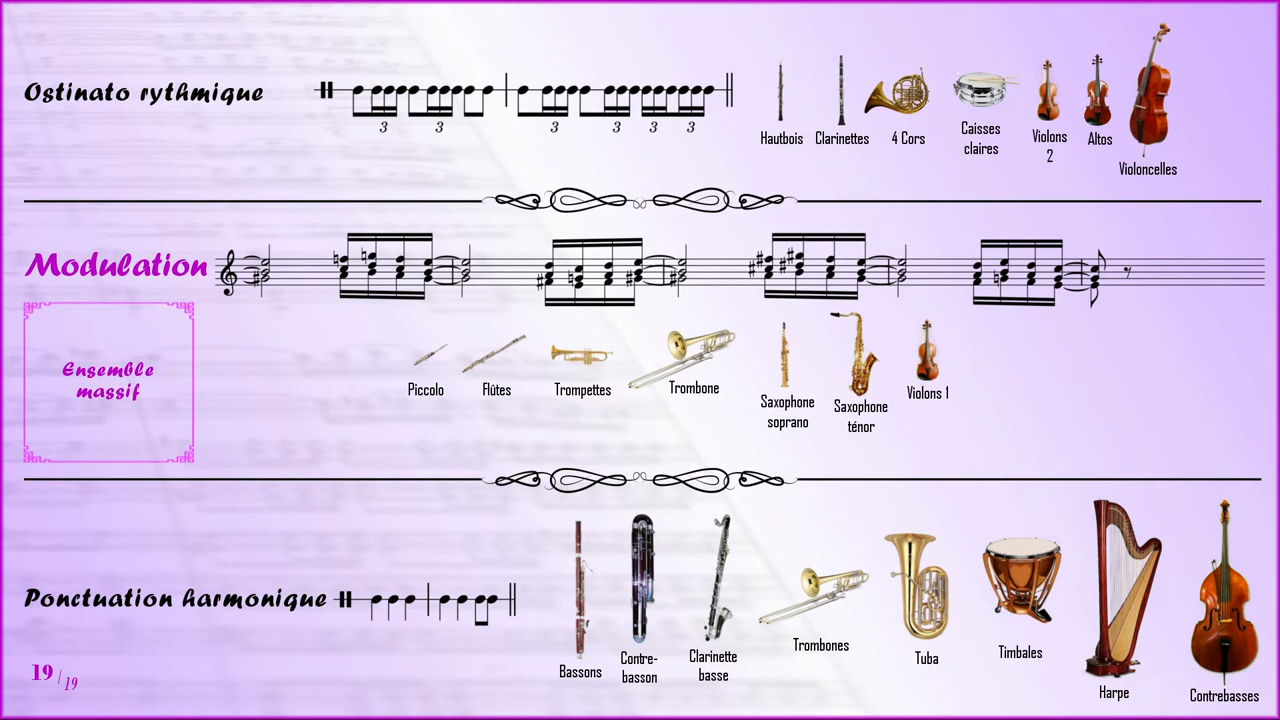 Ostinato rythmique
3 3 3 3 3 3
Hautbois
Clarinettes
4 Cors
Caisses
claires
Violons
2
Altos
Violoncelles
Modulation
Ensemble
massif
Piccolo
Flûtes
Trompettes
Trombone
Saxophone
soprano
Saxophone
ténor
Violons 1
Ponctuation harmonique
Bassons
Contre-
basson
Clarinette
basse
Trombones
Tuba
Timbales
Harpe
Contrebasses
19/19